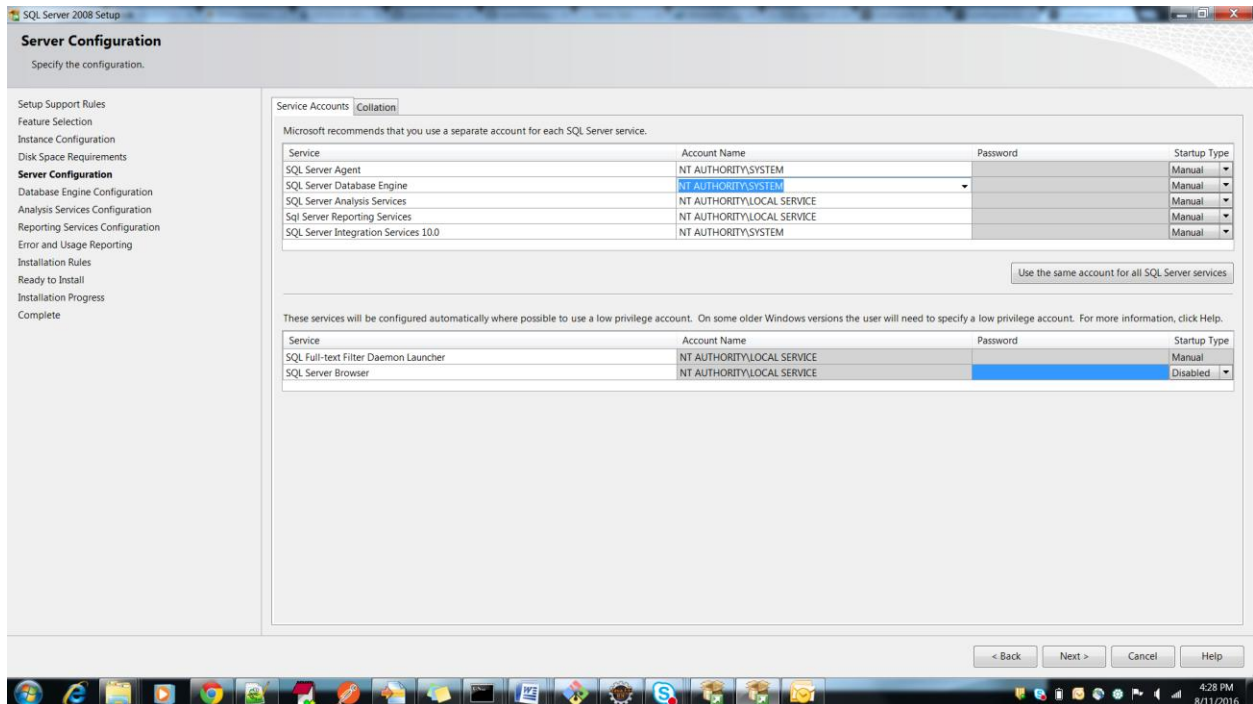 SQL Server 2008 Setup
Server Configuration
Specify the configuration.
Setup Support Rules
Feature Selection
Instance Configuration
Disk Space Requirements
Server Configuration
Database Engine Configuration
Analysis Services Configuration
Reporting Services Configuration
Error and Usage Reporting
Installation Rules
Ready to Install
Installation Progress
Complete
Service Accounts Collation
Microsoft recommends that you use a separate account for each SQL Server service.
Service Account Name Password Startup Type
SQL Server Agent NT AUTHORITY\SYSTEM Manual
SQL Server Database Engine NT AUTHORITY\SYSTEM Manual
SQL Server Analysis Services NT AUTHORITY\LOCAL SERVICE Manual
Sql Server Reporting Services NT AUTHORITY\LOCAL SERVICE Manual
SQL Server Integration Services 10.0 NT AUTHORITY\SYSTEM Manual
Use the same account for all SQL Server services
These services will be configured automatically where possible to use a low privilege account. On some older Windows versions the user will need to specify a low privilege account. For more information, click Help.
Service Account Name Password Startup Type
SQL Full-text Filter Daemon Launcher NT AUTHORITY\LOCAL SERVICE Manual
SQL Server Browser NT AUTHORITY\LOCAL SERVICE Disabled
< Back Next > Cancel Help
4:28 PM
8/11/2016